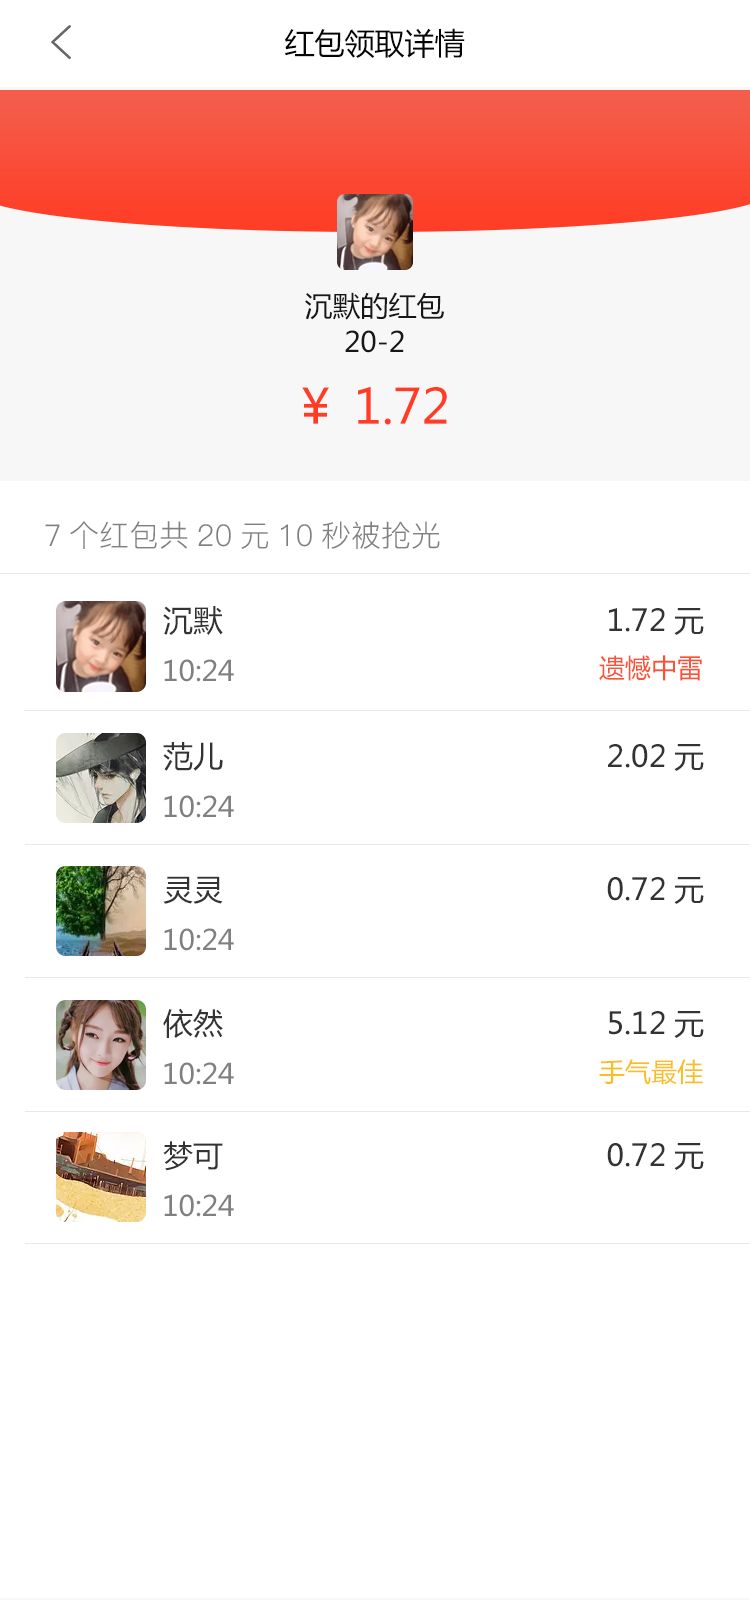 红包领取详情
沉默的红包
20-2
¥ 1.72
7 个红包共 20 元 10 秒被抢光
沉默
1.72 元
10:24
遗憾中雷
范儿
2.02 元
10:24
灵灵
0.72 元
10:24
依然
5.12 元
10:24
手气最佳
梦可
0.72 元
10:24